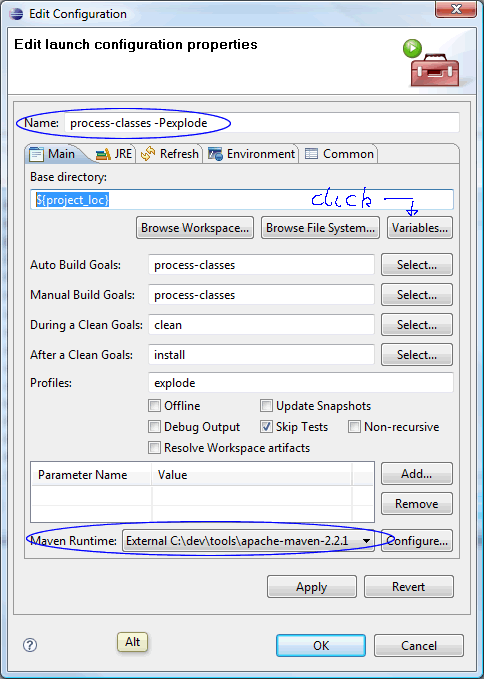 Edit Configuration
Edit launch configuration properties
Name: process-classes -Pexplode
Main JRE Refresh Environment Common
Base directory:
${project_loc}
click
Browse Workspace... Browse File System... Variables...
Auto Build Goals: process-classes Select...
Manual Build Goals: process-classes Select...
During a Clean Goals: clean Select...
After a Clean Goals: install Select...
Profiles: explode
Offline Update Snapshots
Debug Output Skip Tests Non-recursive
Resolve Workspace artifacts
Parameter Name Value Add...
Remove
Maven Runtime: External C:\dev\tools\apache-maven-2.2.1 Configure...
Apply Revert
? Alt OK Cancel